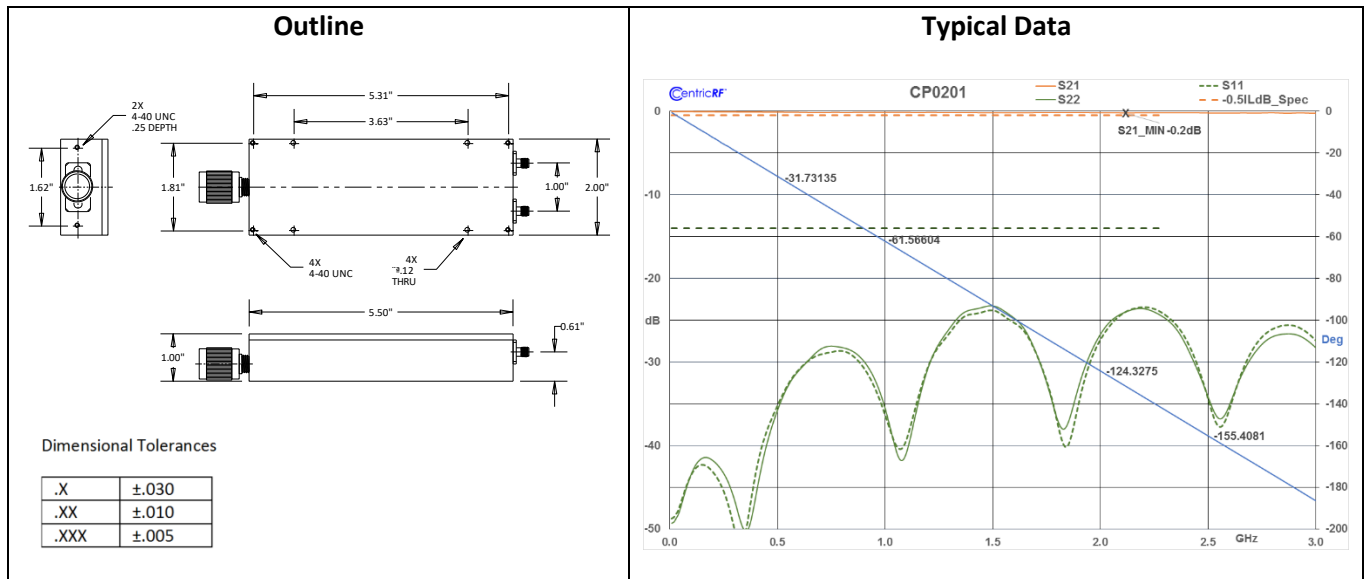 Outline
5.31"
3.63"
2X
4-40 UNC
.25 DEPTH
1.62"
1.81"
1.00"
2.00"
4X
4-40 UNC
4X
.12
THRU
5.50"
1.00"
0.61"
Dimensional Tolerances
.X ±.030
.XX ±.010
.XXX ±.005
Typical Data
CentricRF™
CP0201
S21
S11
S22
-0.5ILdB_Spec
S21_MIN -0.2dB
-31.73135
-61.56604
-124.3275
-155.4081
0
-10
-20
dB
-30
-40
-50
0
-20
-40
-60
-80
-100
Deg
-120
-140
-160
-180
-200
0.0 0.5 1.0 1.5 2.0 2.5 GHz 3.0